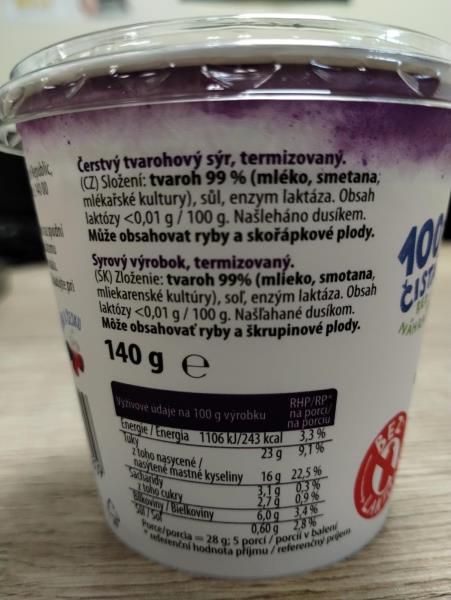 Čerstvý tvarohový sýr, termizovaný.
(CZ) Složení: tvaroh 99 % (mléko, smetana,
mlékařské kultury), sůl, enzym laktáza. Obsah
laktózy <0,01 g / 100 g. Našleháno dusíkem.
Může obsahovat ryby a skořápkové plody.
Syrový výrobok, termizovaný.
(SK) Zloženie: tvaroh 99% (mlieko, smotana,
mliekarenské kultúry), soľ, enzým laktáza. Obsah
laktózy <0,01 g / 100 g. Našľahané dusíkom.
Môže obsahovať ryby a škrupinové plody.
140 g e
Výživové údaje na 100 g výrobku
RHP/RP*
na porci/
na porciu
Energie / Energia 1106 kJ/243 kcal 3,3 %
Tuky 23 g 9,1 %
z toho nasycené /
nasýtené mastné kyseliny 16 g 22,5 %
Sacharidy 3,1 g 0,3 %
z toho cukry 2,7 g 0,9 %
Bílkoviny / Bielkoviny 6,0 g 3,4 %
Sůl / Soľ 0,60 g 2,8 %
Porce/porcia = 28 g; 5 porcí / porcií v balení
* referenční hodnota příjmu / referenčný príjem
100
BEZ